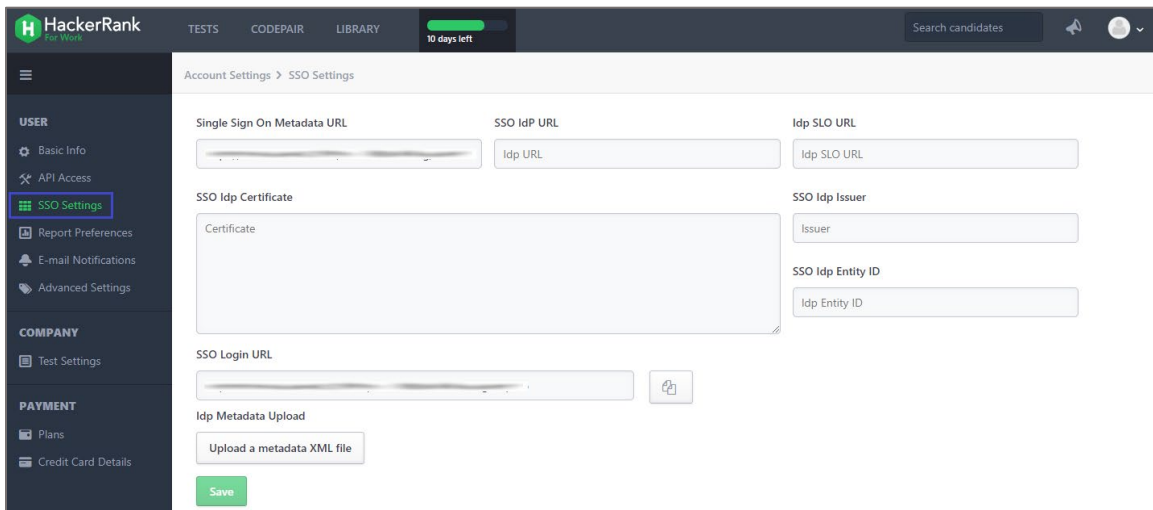 HackerRank
For Work
TESTS CODEPAIR LIBRARY
10 days left
Search candidates
Account Settings > SSO Settings
USER
Basic Info
API Access
SSO Settings
Report Preferences
E-mail Notifications
Advanced Settings
COMPANY
Test Settings
PAYMENT
Plans
Credit Card Details
Single Sign On Metadata URL
SSO IdP URL
Idp URL
Idp SLO URL
Idp SLO URL
SSO Idp Certificate
Certificate
SSO Idp Issuer
Issuer
SSO Idp Entity ID
Idp Entity ID
SSO Login URL
Idp Metadata Upload
Upload a metadata XML file
Save